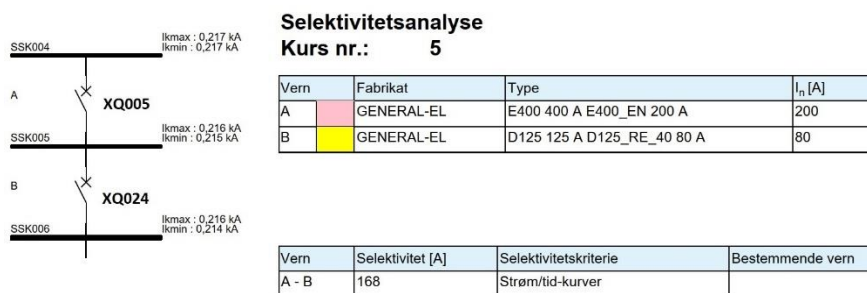 SSK004
Ikmax : 0,217 kA
Ikmin : 0,217 kA
A
XQ005
SSK005
Ikmax : 0,216 kA
Ikmin : 0,215 kA
B
XQ024
SSK006
Ikmax : 0,216 kA
Ikmin : 0,214 kA
Selektivitetsanalyse
Kurs nr.: 5
Vern Fabrikat Type In [A]
A GENERAL-EL E400 400 A E400_EN 200 A 200
B GENERAL-EL D125 125 A D125_RE_40 80 A 80
Vern Selektivitet [A] Selektivitetskriterie Bestemmende vern
A - B 168 Strøm/tid-kurver